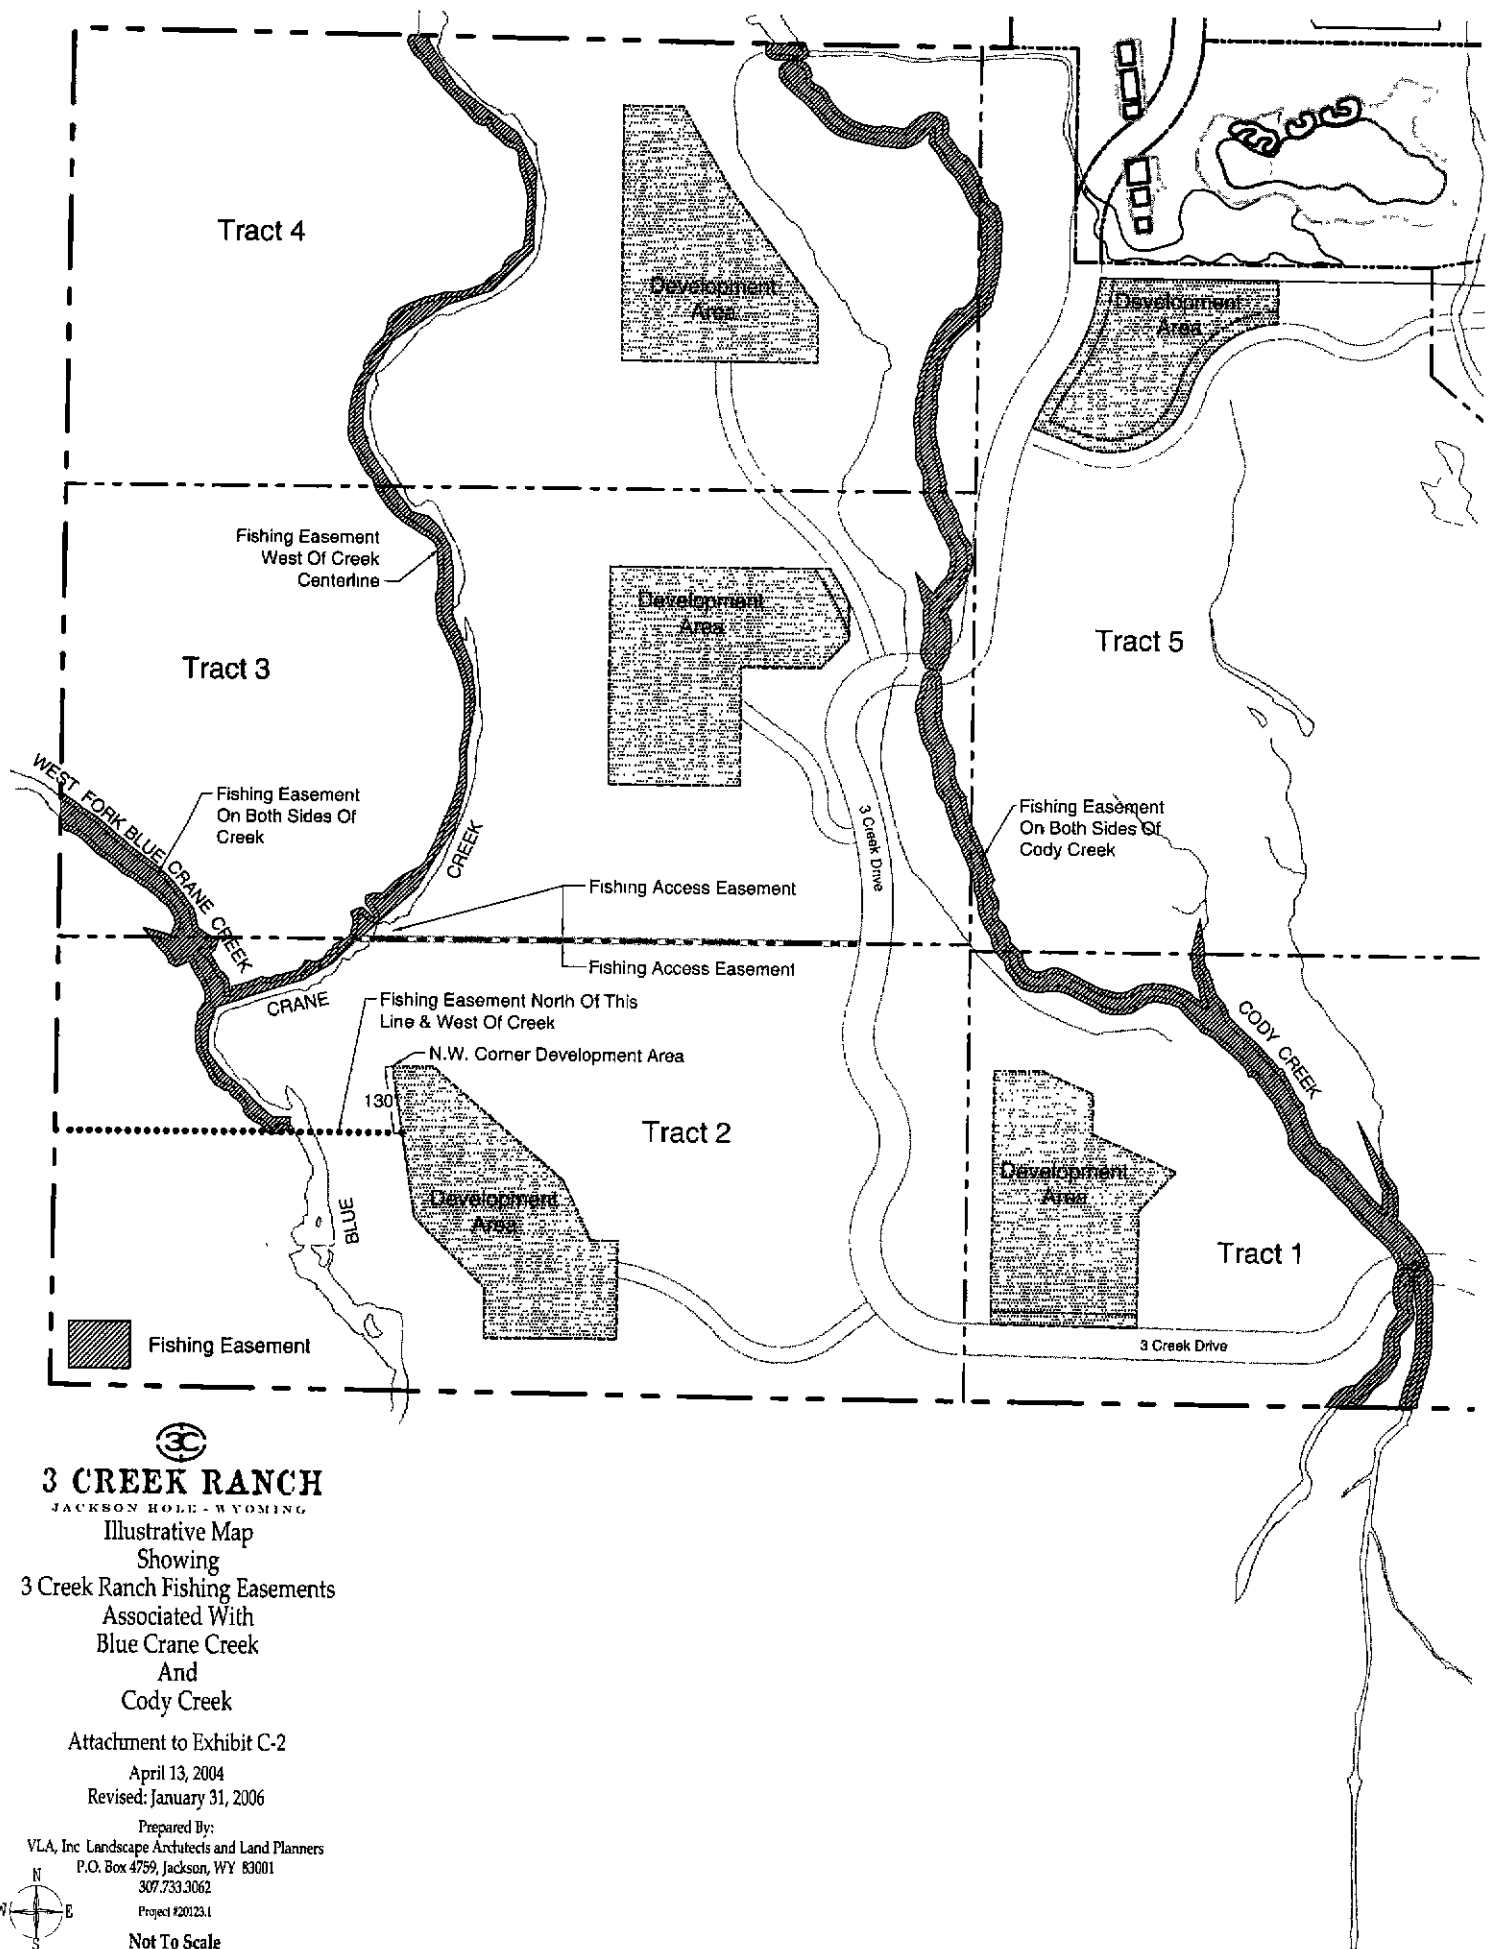 Tract 4
Development
Area
Development
Area
Fishing Easement
West Of Creek
Centerline
Development
Area
Tract 5
Tract 3
WEST FORK BLUE CRANE CREEK
Fishing Easement
On Both Sides Of
Creek
CREEK
3 Creek Drive
Fishing Easement
On Both Sides Of
Cody Creek
Fishing Access Easement
Fishing Access Easement
CRANE
Fishing Easement North Of This
Line & West Of Creek
CODY CREEK
N.W. Corner Development Area
130'
Tract 2
Development
Area
Development
Area
BLUE
Tract 1
Fishing Easement
3 Creek Drive
3C
3 CREEK RANCH
JACKSON HOLE - WYOMING
Illustrative Map
Showing
3 Creek Ranch Fishing Easements
Associated With
Blue Crane Creek
And
Cody Creek
Attachment to Exhibit C-2
April 13, 2004
Revised: January 31, 2006
Prepared By:
VLA, Inc Landscape Architects and Land Planners
P.O. Box 4759, Jackson, WY 83001
307.733.3062
Project #20123.1
N
W E
S
Not To Scale